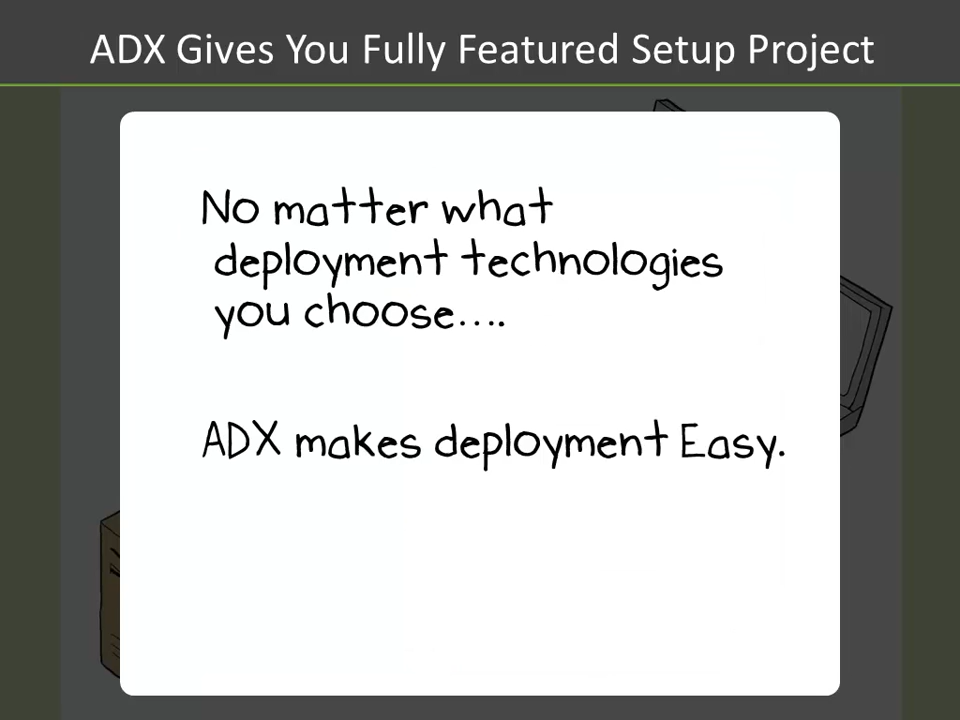 ADX Gives You Fully Featured Setup Project
No matter what
deployment technologies
you choose....
ADX makes deployment Easy.